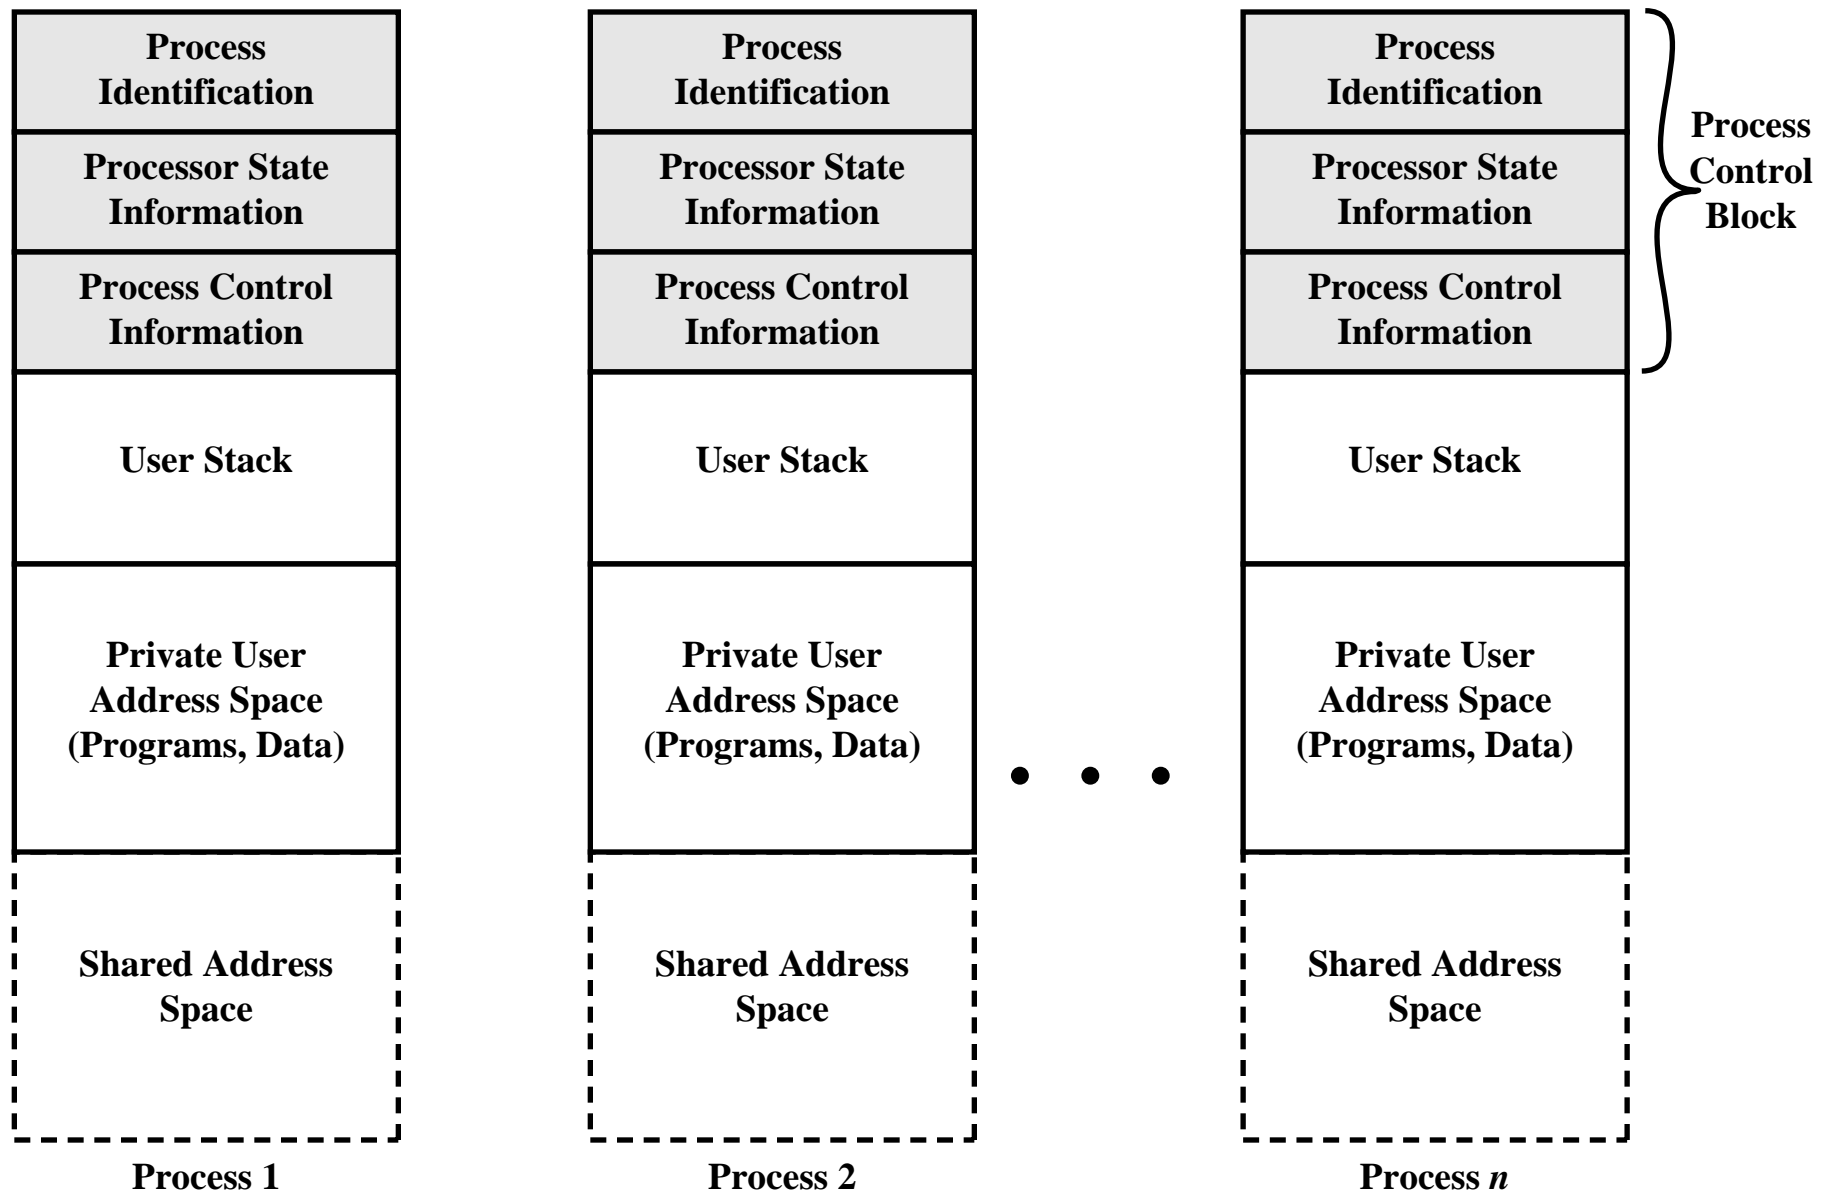 Process
Identification
Processor State
Information
Process Control
Information
User Stack
Private User
Address Space
(Programs, Data)
Shared Address
Space
Process 1
Process
Identification
Processor State
Information
Process Control
Information
User Stack
Private User
Address Space
(Programs, Data)
Shared Address
Space
Process 2
• • •
Process
Identification
Processor State
Information
Process Control
Information
User Stack
Private User
Address Space
(Programs, Data)
Shared Address
Space
Process n
Process
Control
Block